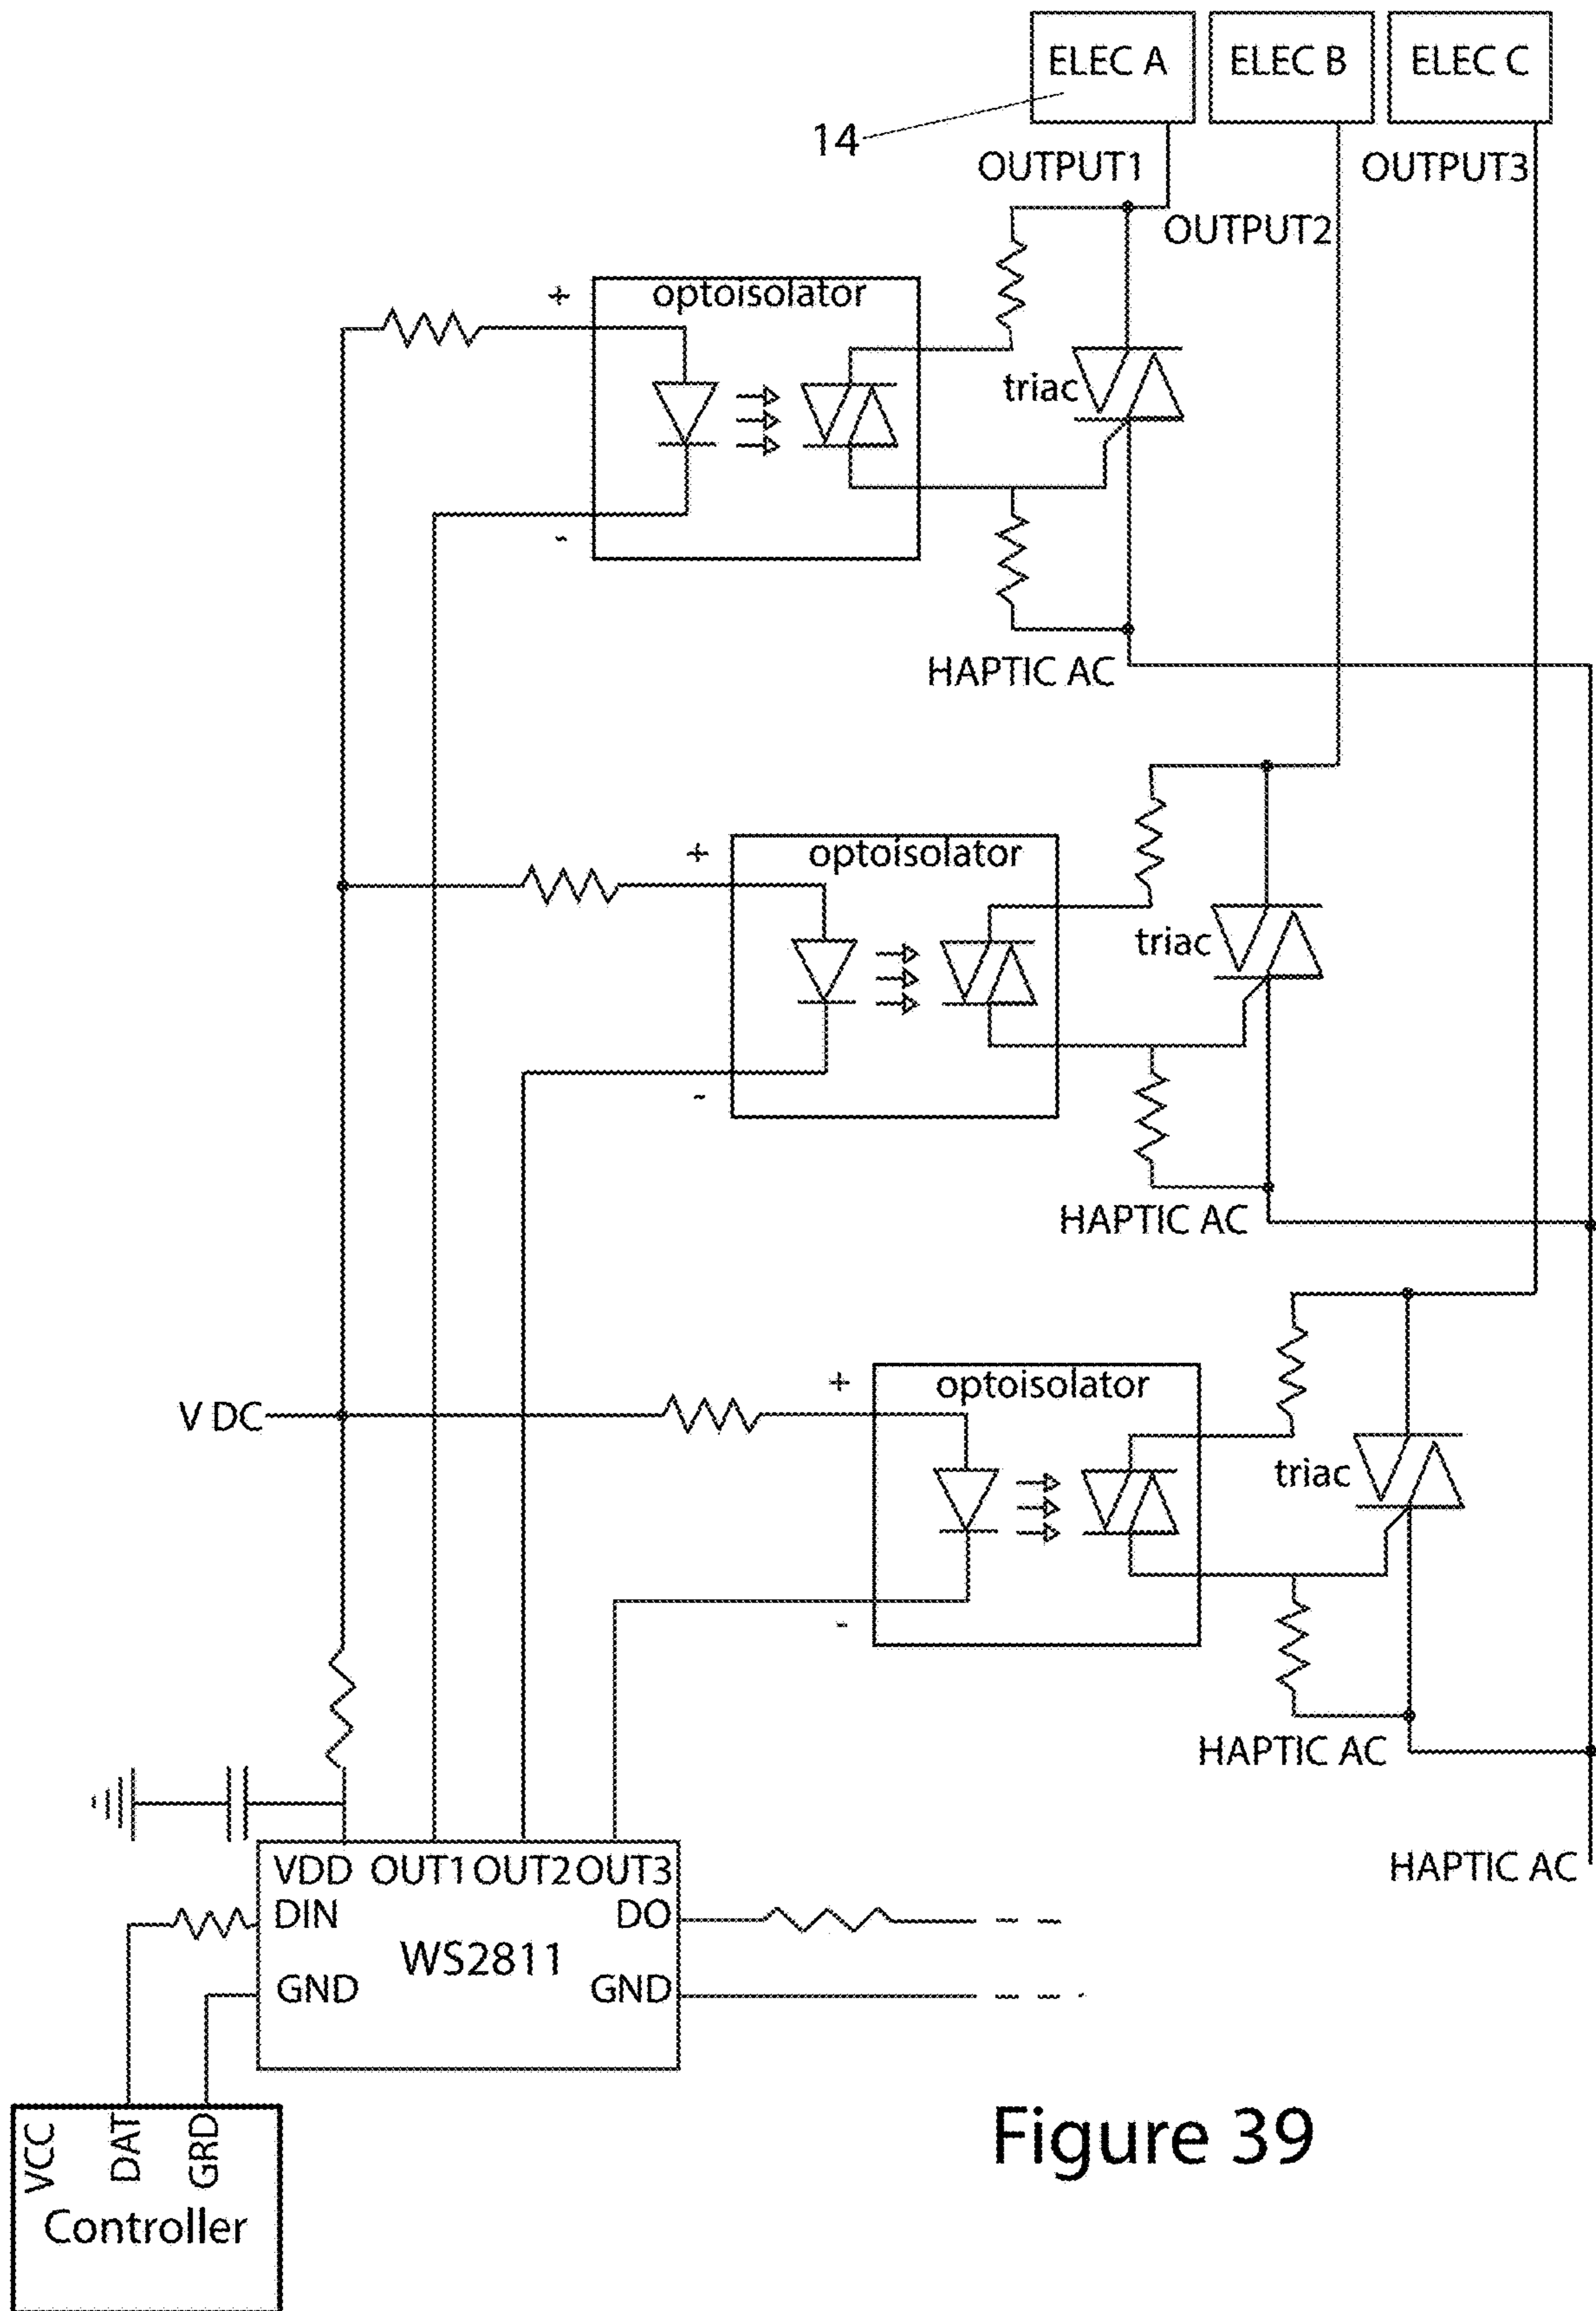 ELEC A ELEC B ELEC C
14
OUTPUT1 OUTPUT3
OUTPUT2
+ optoisolator
triac
-
HAPTIC AC
+ optoisolator
triac
-
HAPTIC AC
+ optoisolator
V DC
triac
-
HAPTIC AC
HAPTIC AC
VDD OUT1 OUT2 OUT3
DIN DO
WS2811
GND GND
VCC DAT GRD
Controller
Figure 39